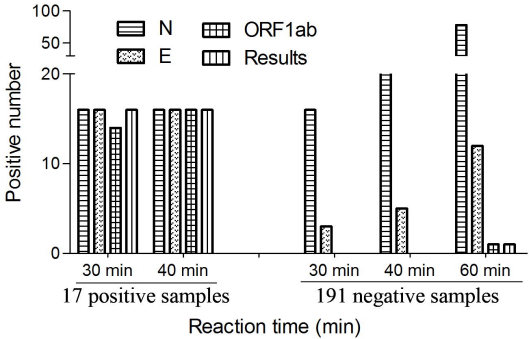 100
50
20
10
0
Positive number
N
E
ORF1ab
Results
30 min
40 min
30 min
40 min
60 min
17 positive samples
191 negative samples
Reaction time (min)